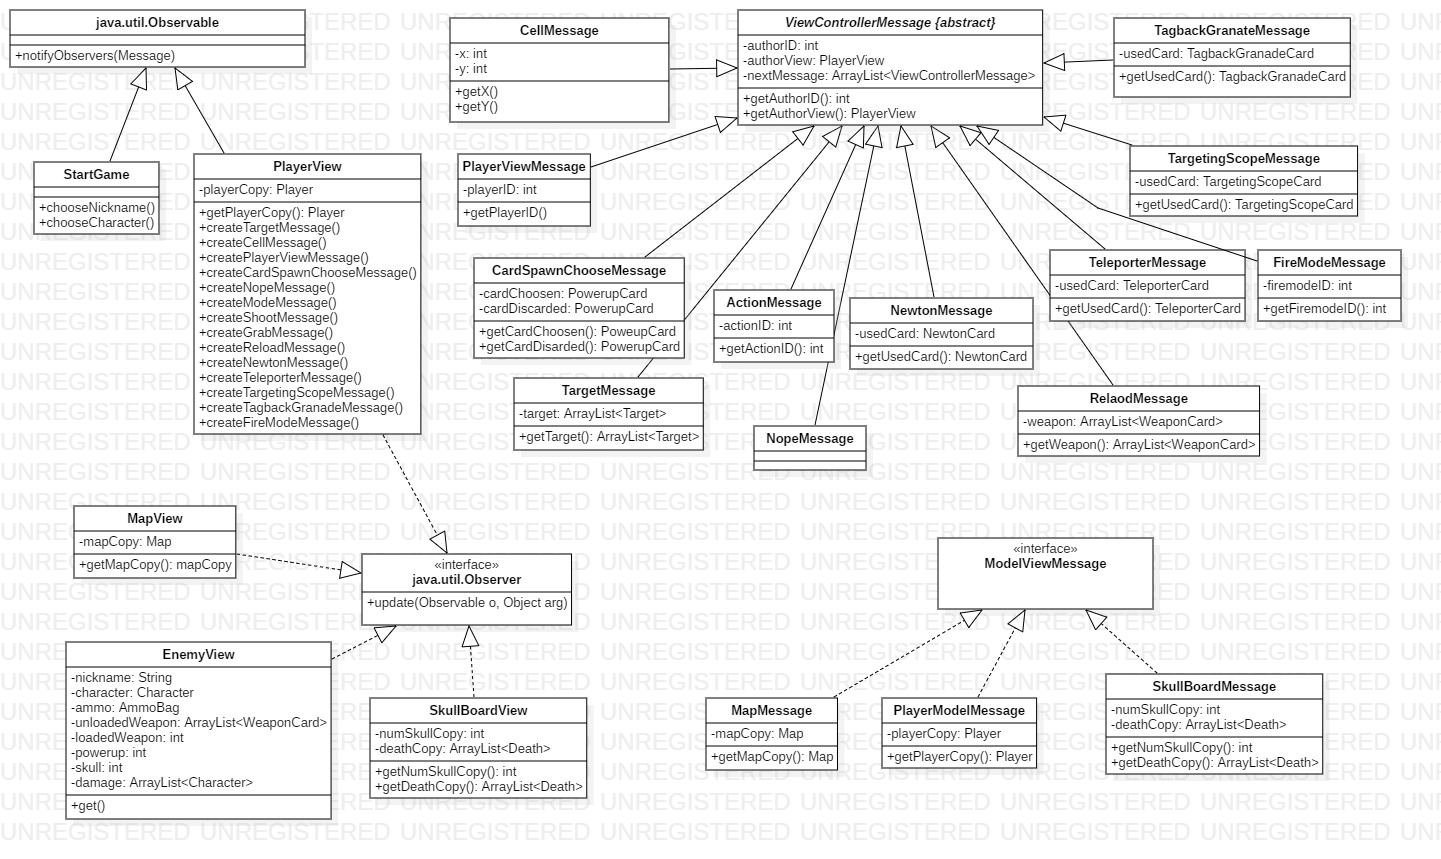 java.util.Observable
+notifyObservers(Message)
CellMessage
-x: int
-y: int
+getX()
+getY()
ViewControllerMessage {abstract}
-authorID: int
-authorView: PlayerView
-nextMessage: ArrayList<ViewControllerMessage>
+getAuthorID(): int
+getAuthorView(): PlayerView
TagbackGranateMessage
-usedCard: TagbackGranadeCard
+getUsedCard(): TagbackGranadeCard
StartGame
+chooseNickname()
+chooseCharacter()
PlayerView
-playerCopy: Player
+getPlayerCopy(): Player
+createTargetMessage()
+createCellMessage()
+createPlayerViewMessage()
+createCardSpawnChooseMessage()
+createNopeMessage()
+createModeMessage()
+createShootMessage()
+createGrabMessage()
+createReloadMessage()
+createNewtonMessage()
+createTeleporterMessage()
+createTargetingScopeMessage()
+createTagbackGranadeMessage()
+createFireModeMessage()
PlayerViewMessage
-playerID: int
+getPlayerID()
TargetingScopeMessage
-usedCard: TargetingScopeCard
+getUsedCard(): TargetingScopeCard
CardSpawnChooseMessage
-cardChoosen: PowerupCard
-cardDiscarded: PowerupCard
+getCardChoosen(): PoweupCard
+getCardDisarded(): PowerupCard
ActionMessage
-actionID: int
+getActionID(): int
NewtonMessage
-usedCard: NewtonCard
+getUsedCard(): NewtonCard
TeleporterMessage
-usedCard: TeleporterCard
+getUsedCard(): TeleporterCard
FireModeMessage
-firemodeID: int
+getFiremodeID(): int
TargetMessage
-target: ArrayList<Target>
+getTarget(): ArrayList<Target>
NopeMessage
RelaodMessage
-weapon: ArrayList<WeaponCard>
+getWeapon(): ArrayList<WeaponCard>
MapView
-mapCopy: Map
+getMapCopy(): mapCopy
«interface»
java.util.Observer
+update(Observable o, Object arg)
«interface»
ModelViewMessage
EnemyView
-nickname: String
-character: Character
-ammo: AmmoBag
-unloadedWeapon: ArrayList<WeaponCard>
-loadedWeapon: int
-powerup: int
-skull: int
-damage: ArrayList<Character>
+get()
SkullBoardView
-numSkullCopy: int
-deathCopy: ArrayList<Death>
+getNumSkullCopy(): int
+getDeathCopy(): ArrayList<Death>
MapMessage
-mapCopy: Map
+getMapCopy(): Map
PlayerModelMessage
-playerCopy: Player
+getPlayerCopy(): Player
SkullBoardMessage
-numSkullCopy: int
-deathCopy: ArrayList<Death>
+getNumSkullCopy(): int
+getDeathCopy(): ArrayList<Death>
UNREGISTERED